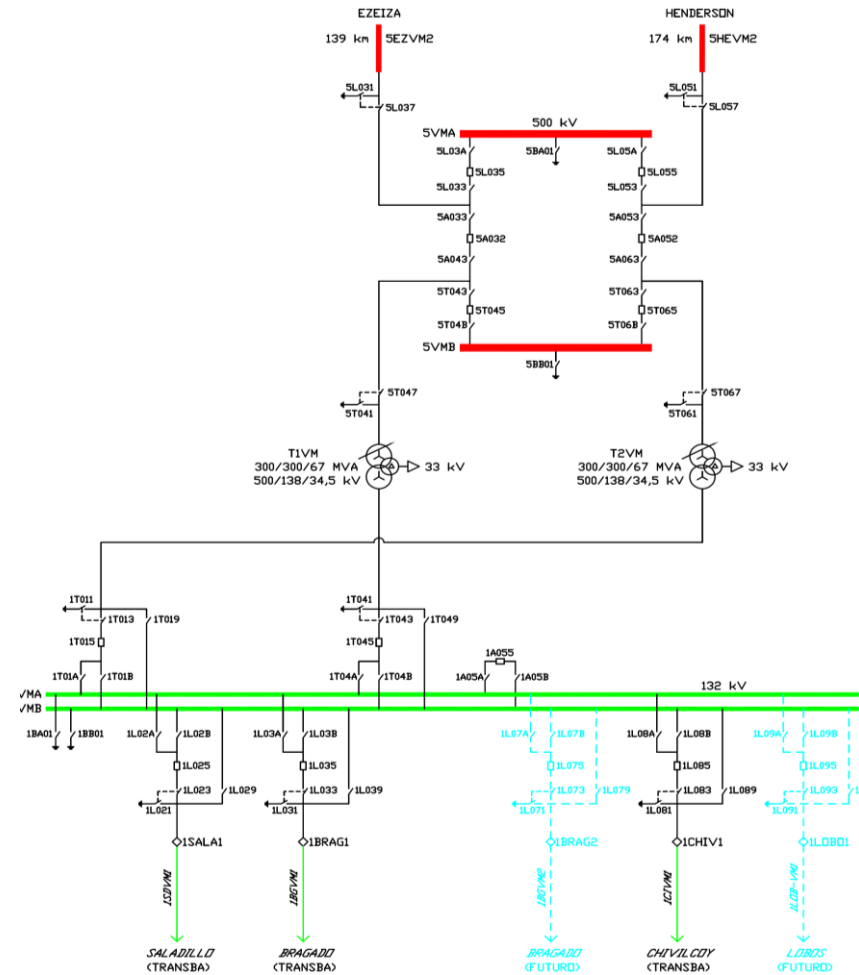 EZEIZA
HENDERSON
139 km 5EZVM2
174 km 5HEVM2
5L031
5L037
5L051
5L057
500 kV
5VMA
5L03A
5BA01
5L05A
5L035
5L055
5L033
5L053
5A033
5A053
5A032
5A052
5A043
5A063
5T043
5T063
5T045
5T065
5T04B
5T06B
5VMB
5BB01
5T047
5T067
5T041
5T061
T1VM
300/300/67 MVA
500/138/34,5 kV
33 kV
T2VM
300/300/67 MVA
500/138/34,5 kV
33 kV
1T011
1T013
1T019
1T041
1T043
1T049
1T015
1T045
1A055
1T01A
1T01B
1T04A
1T04B
1A05A
1A05B
VMA
132 kV
VMB
1BA01
1BB01
1L02A
1L02B
1L03A
1L03B
1L07A
1L07B
1L08A
1L08B
1L09A
1L09B
1L025
1L035
1L075
1L085
1L095
1L023
1L029
1L033
1L039
1L073
1L079
1L083
1L089
1L093
1L021
1L031
1L071
1L081
1L091
1SALA1
1BRAG1
1BRAG2
1CHIV1
1LOBO1
1SDVM1
1BGVM1
1BGVM2
1CIVM1
1LOB-VM1
SALADILLO
(TRANSBA)
BRAGADO
(TRANSBA)
BRAGADO
(FUTURO)
CHIVILCOY
(TRANSBA)
LOBOS
(FUTURO)